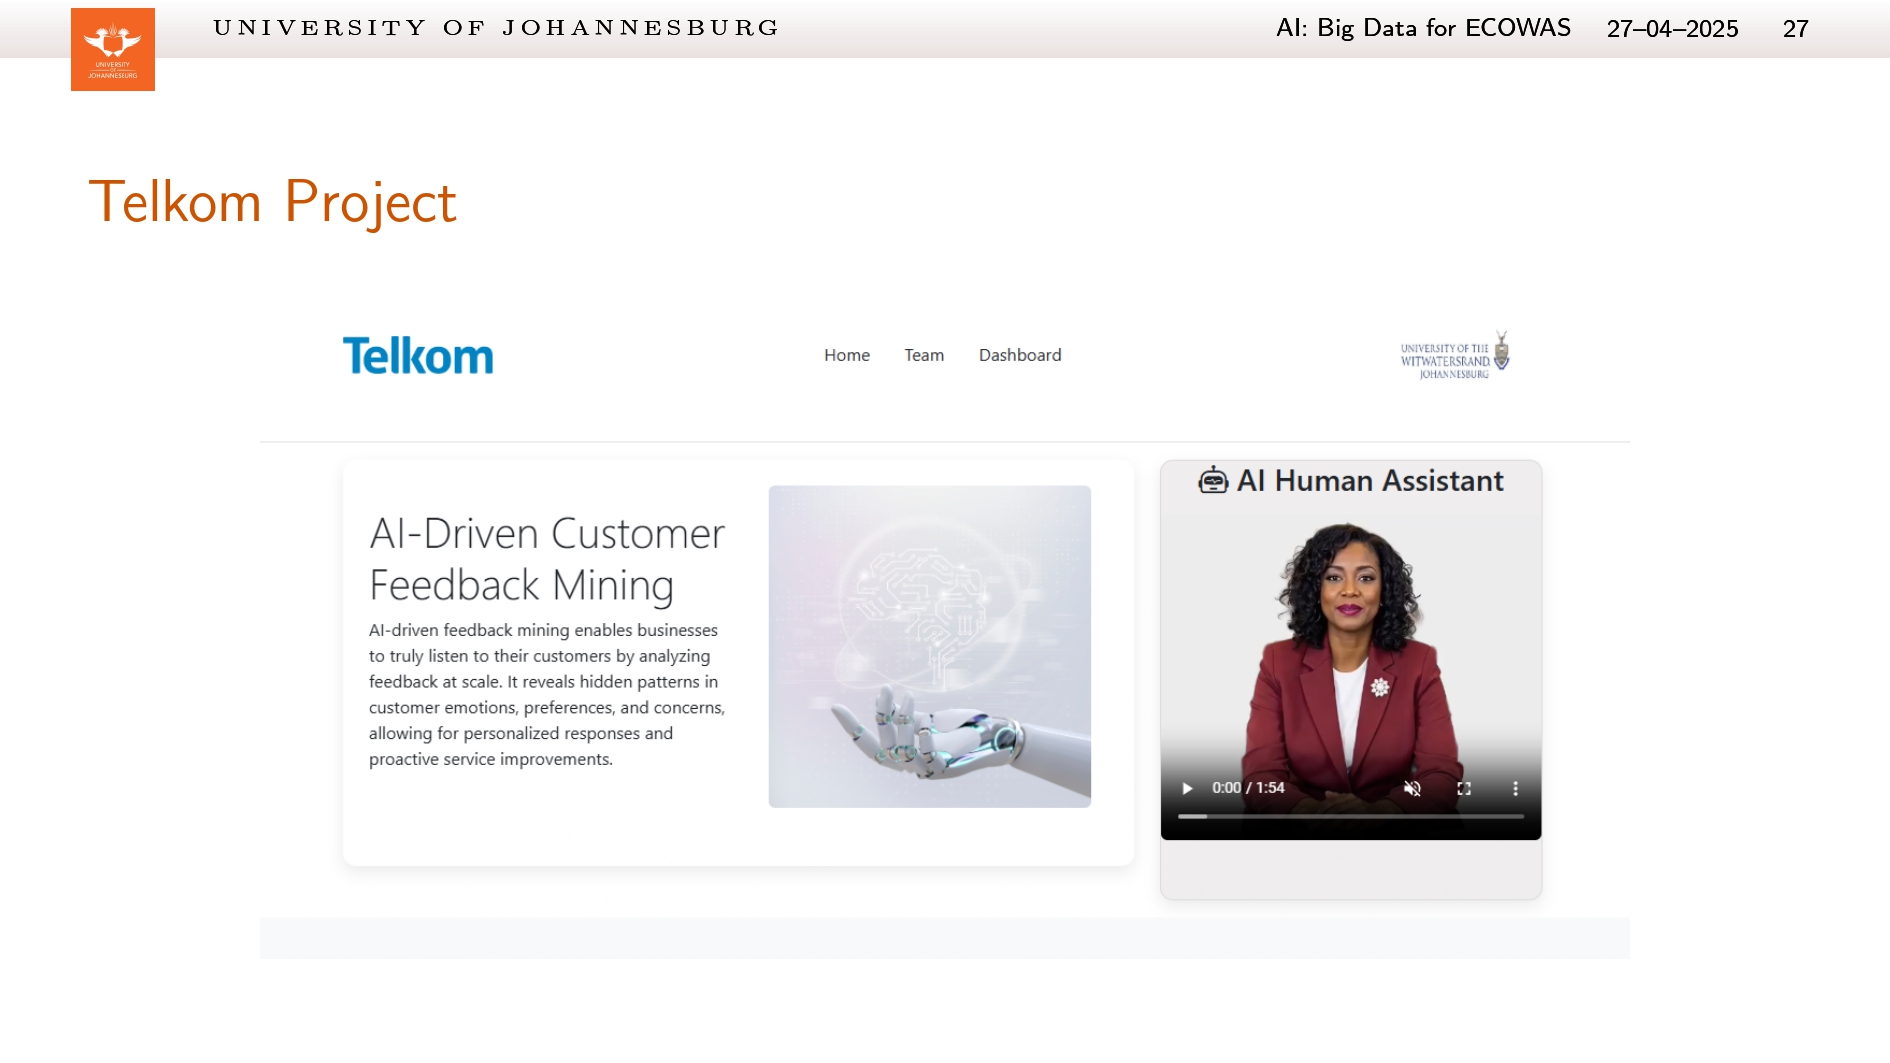 UNIVERSITY OF JOHANNESBURG
AI: Big Data for ECOWAS 27–04–2025 27
UNIVERSITY
OF
JOHANNESBURG
Telkom Project
Telkom
Home Team Dashboard
UNIVERSITY OF THE
WITWATERSRAND
JOHANNESBURG
AI-Driven Customer
Feedback Mining
AI-driven feedback mining enables businesses
to truly listen to their customers by analyzing
feedback at scale. It reveals hidden patterns in
customer emotions, preferences, and concerns,
allowing for personalized responses and
proactive service improvements.
AI Human Assistant
0:00 / 1:54